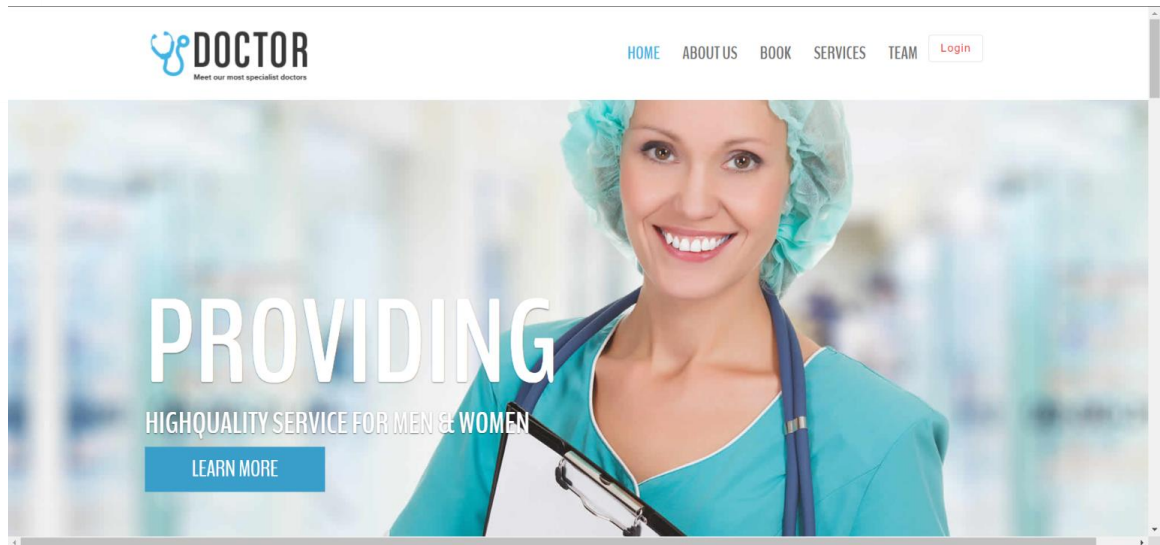 DOCTOR
Meet our most specialist doctors
HOME ABOUT US BOOK SERVICES TEAM Login
PROVIDING
HIGHQUALITY SERVICE FOR MEN & WOMEN
LEARN MORE